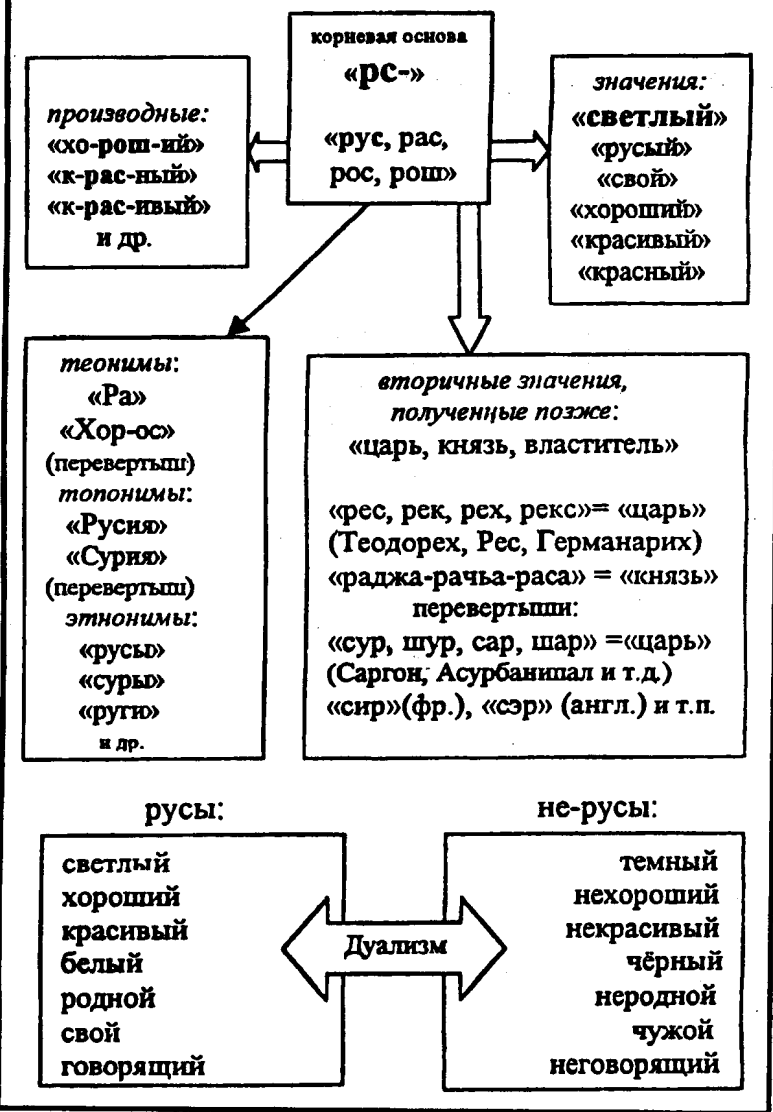 корневая основа
«рс-»
«рус, рас,
рос, рош»
производные:
«хо-рош-ий»
«к-рас-ный»
«к-рас-ивый»
и др.
значения:
«светлый»
«русый»
«свой»
«хороший»
«красивый»
«красный»
теонимы:
«Ра»
«Хор-ос»
(перевертыш)
топонимы:
«Русия»
«Сурия»
(перевертыш)
этнонимы:
«русы»
«суры»
«руги»
и др.
вторичные значения,
полученные позже:
«царь, князь, властитель»
«рес, рек, рех, рекс»= «царь»
(Теодорех, Рес, Германарих)
«раджа-рачьа-раса» = «князь»
перевертыши:
«сур, шур, сар, шар» =«царь»
(Саргон, Асурбанипал и т.д.)
«сир»(фр.), «сэр» (англ.) и т.п.
русы:
светлый
хороший
красивый
белый
родной
свой
говорящий
Дуализм
не-русы:
темный
нехороший
некрасивый
чёрный
неродной
чужой
неговорящий